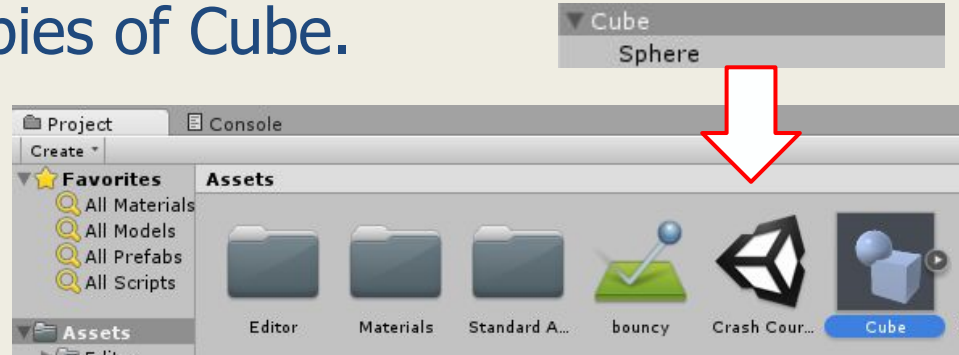 pies of Cube.
Cube
Sphere
Project
Console
Create
Favorites
Assets
All Materials
All Models
All Prefabs
All Scripts
Assets
Editor
Materials
Standard A...
bouncy
Crash Cour...
Cube